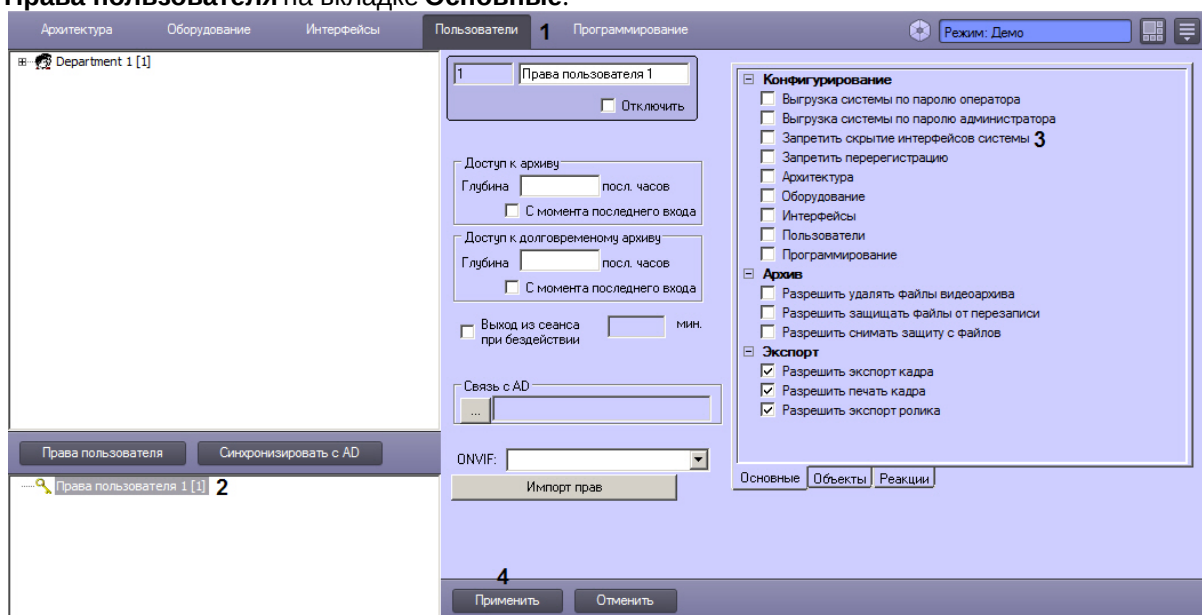 Права пользователя на вкладке Основные.
Архитектура Оборудование Интерфейсы Пользователи 1 Программирование Режим: Демо
Department 1 [1]
1 Права пользователя 1
Отключить
Доступ к архиву
Глубина посл. часов
С момента последнего входа
Доступ к долговременому архиву
Глубина посл. часов
С момента последнего входа
Выход из сеанса при бездействии мин.
Связь с AD
...
ONVIF:
Импорт прав
Конфигурирование
Выгрузка системы по паролю оператора
Выгрузка системы по паролю администратора
Запретить скрытие интерфейсов системы 3
Запретить перерегистрацию
Архитектура
Оборудование
Интерфейсы
Пользователи
Программирование
Архив
Разрешить удалять файлы видеоархива
Разрешить защищать файлы от перезаписи
Разрешить снимать защиту с файлов
Экспорт
Разрешить экспорт кадра
Разрешить печать кадра
Разрешить экспорт ролика
Основные Объекты Реакции
Права пользователя Синхронизировать с AD
Права пользователя 1 [1] 2
4
Применить Отменить